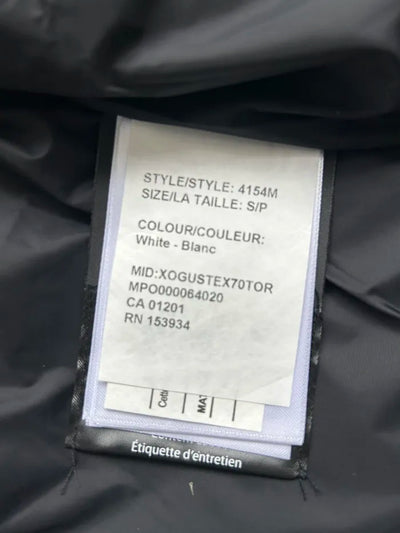 STYLE/STYLE: 4154M
SIZE/LA TAILLE: S/P
COLOUR/COULEUR:
White - Blanc
MID:XOGUSTEX70TOR
MPO000064020
CA 01201
RN 153934
Étiquette d'entretien